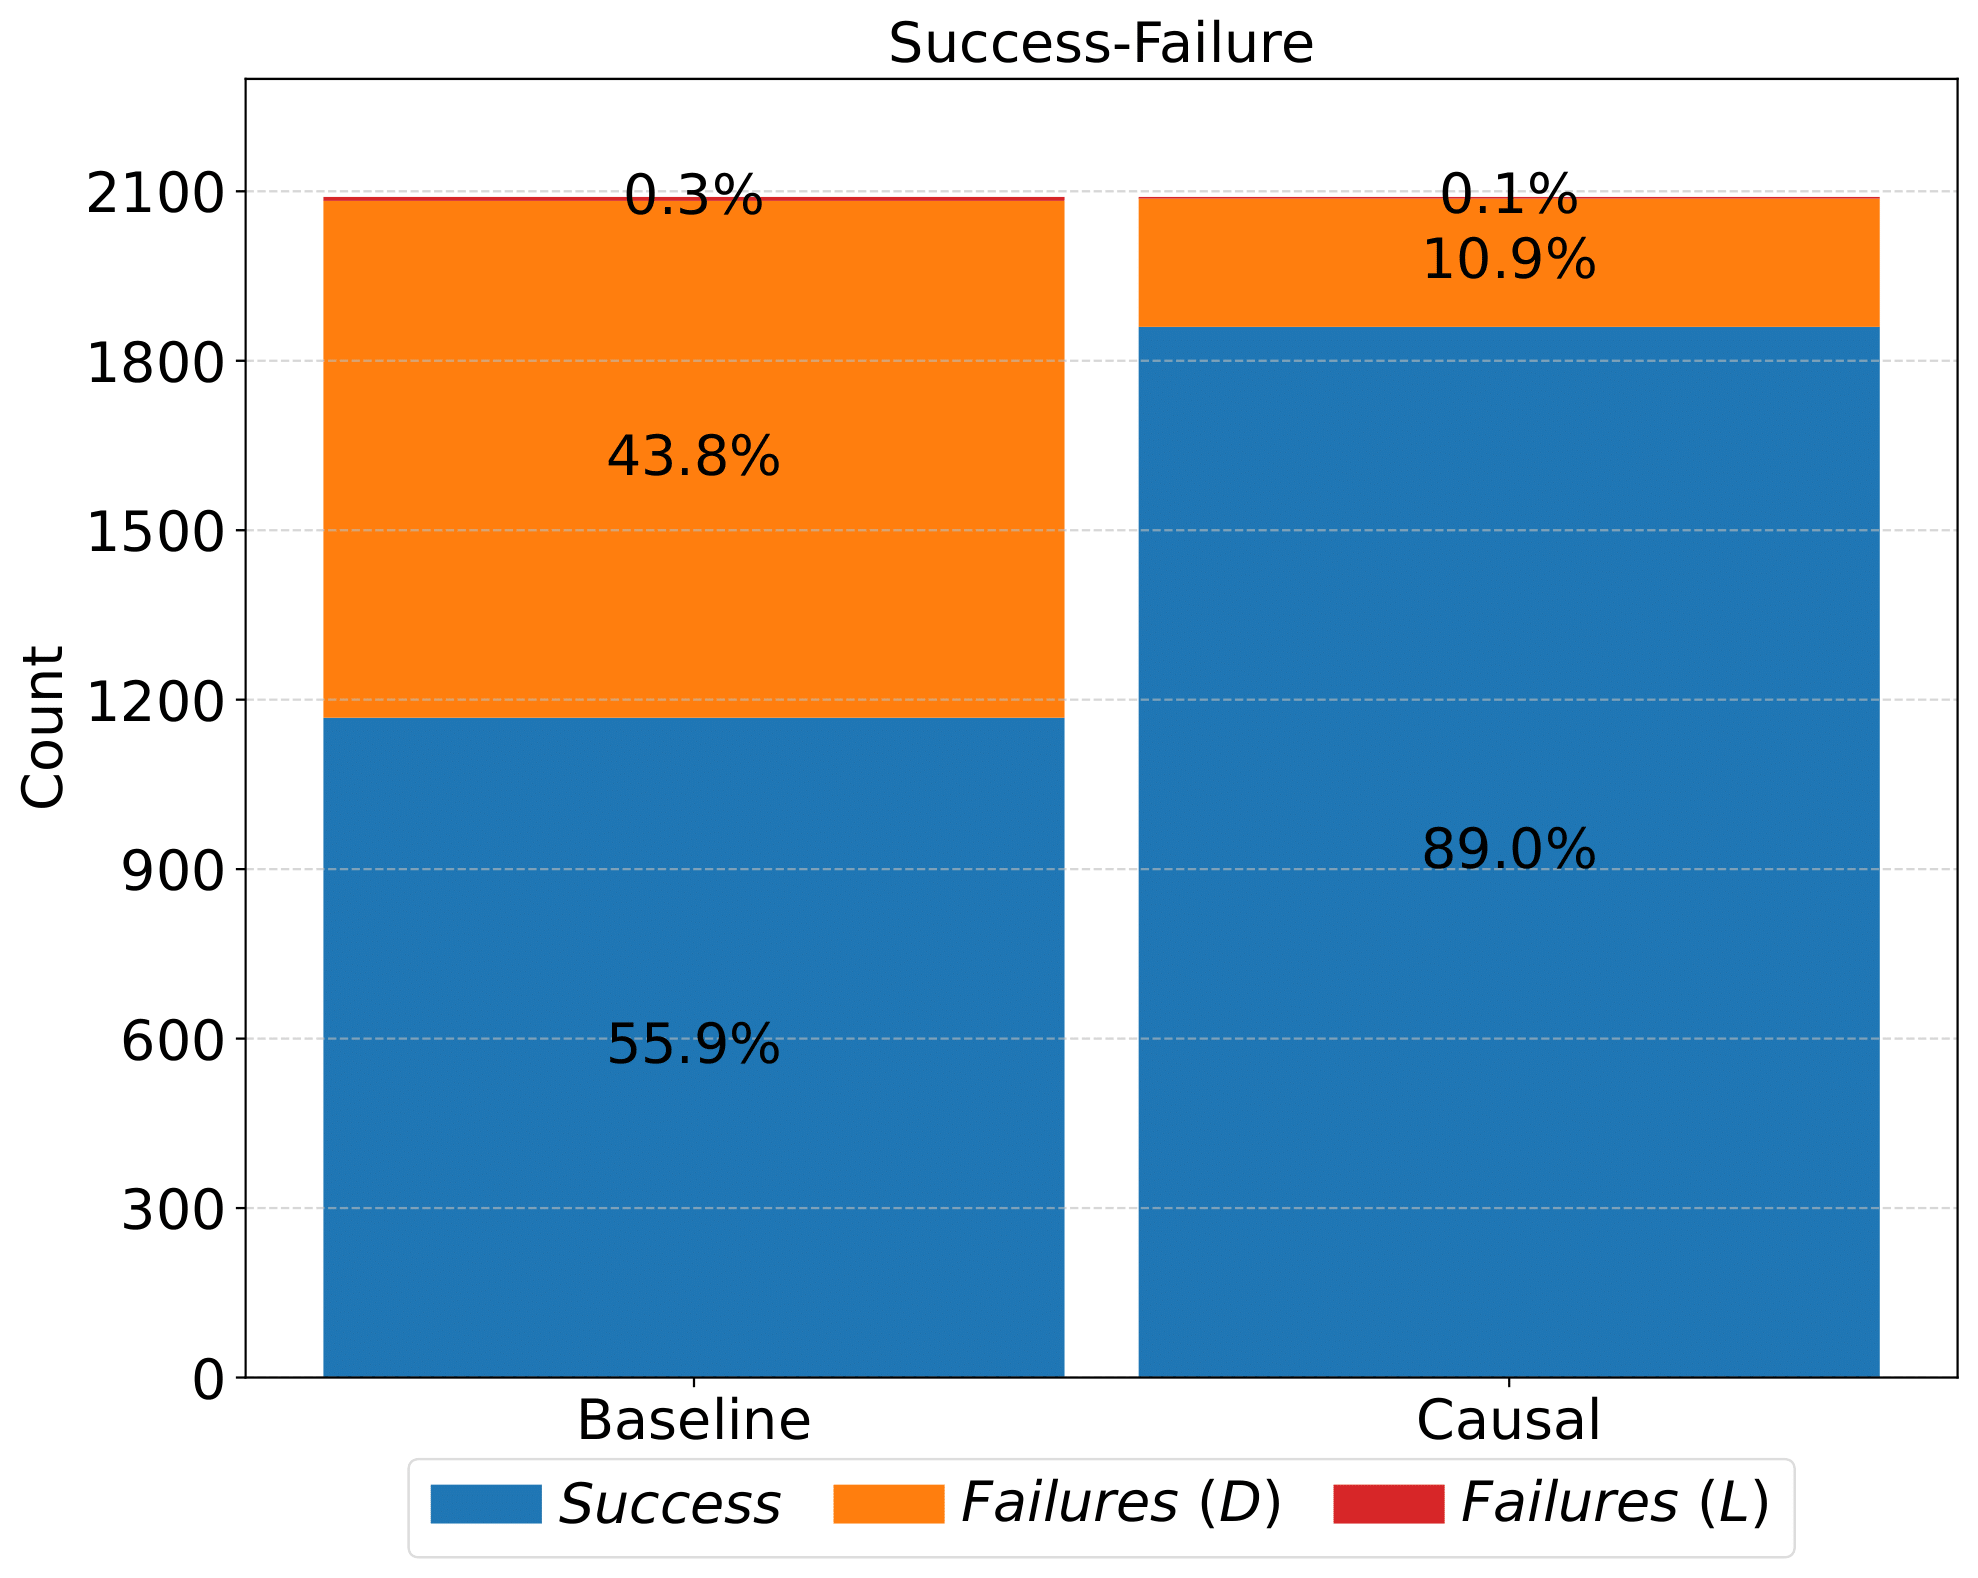 Success-Failure
2100
1800
1500
1200
900
600
300
0
Count
0.3%
43.8%
55.9%
0.1%
10.9%
89.0%
Baseline
Causal
Success
Failures (D)
Failures (L)